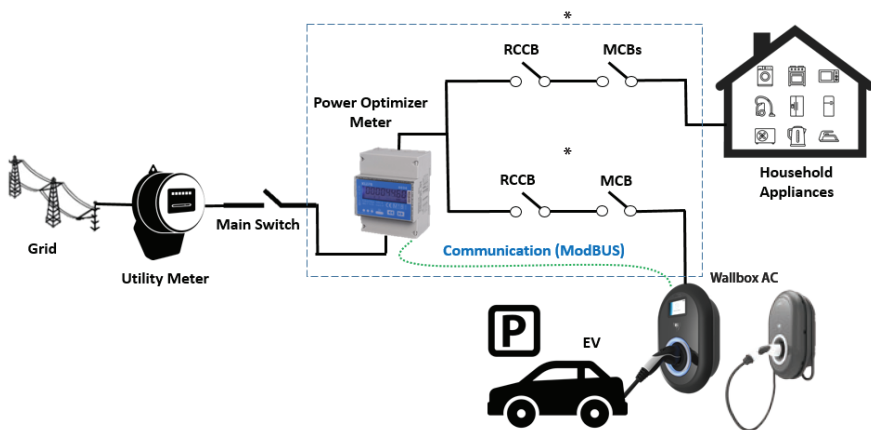 *
RCCB
MCBs
Power Optimizer
Meter
*
RCCB
MCB
Household
Appliances
Main Switch
Grid
Utility Meter
Communication (ModBUS)
Wallbox AC
P
EV